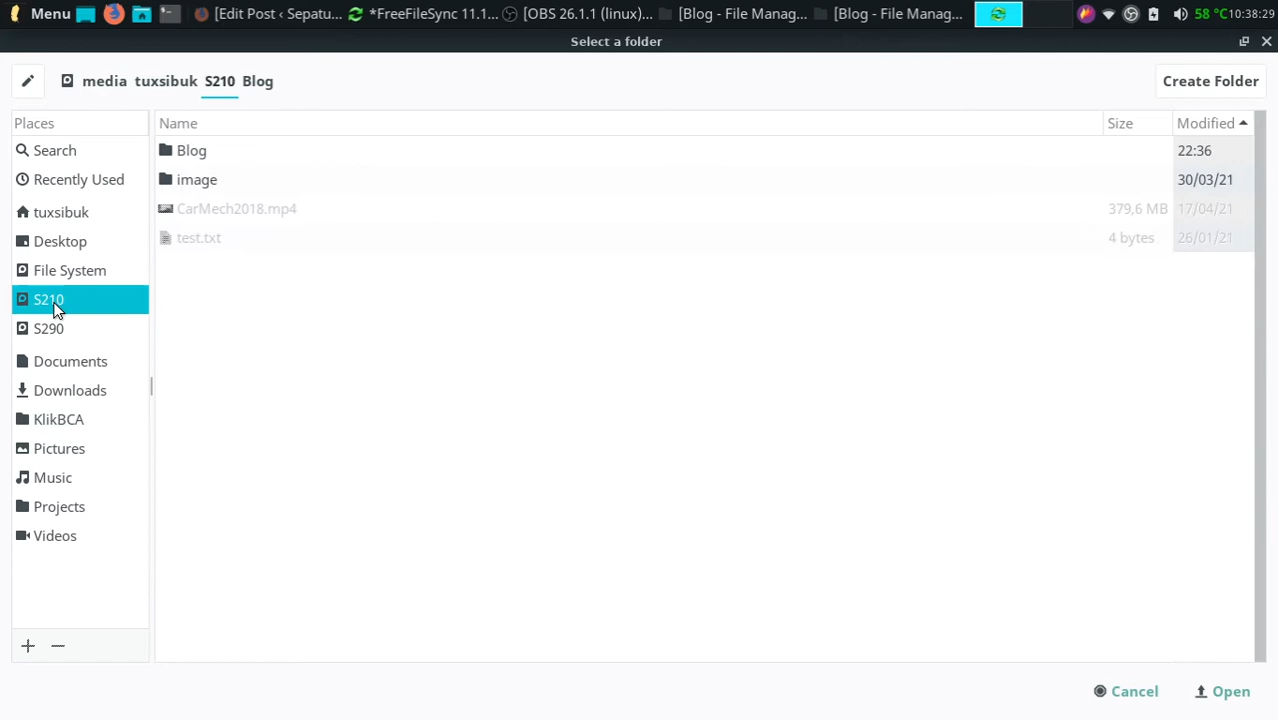 Menu [Edit Post ‹ Sepatu... *FreeFileSync 11.1... [OBS 26.1.1 (linux)... [Blog - File Manag... [Blog - File Manag... 58 °C 10:38:29
Select a folder
media tuxsibuk S210 Blog Create Folder
Places Name Size Modified
Search Blog 22:36
Recently Used image 30/03/21
CarMech2018.mp4 379,6 MB 17/04/21
tuxsibuk
test.txt 4 bytes 26/01/21
Desktop
File System
S210
S290
Documents
Downloads
KlikBCA
Pictures
Music
Projects
Videos
Cancel Open